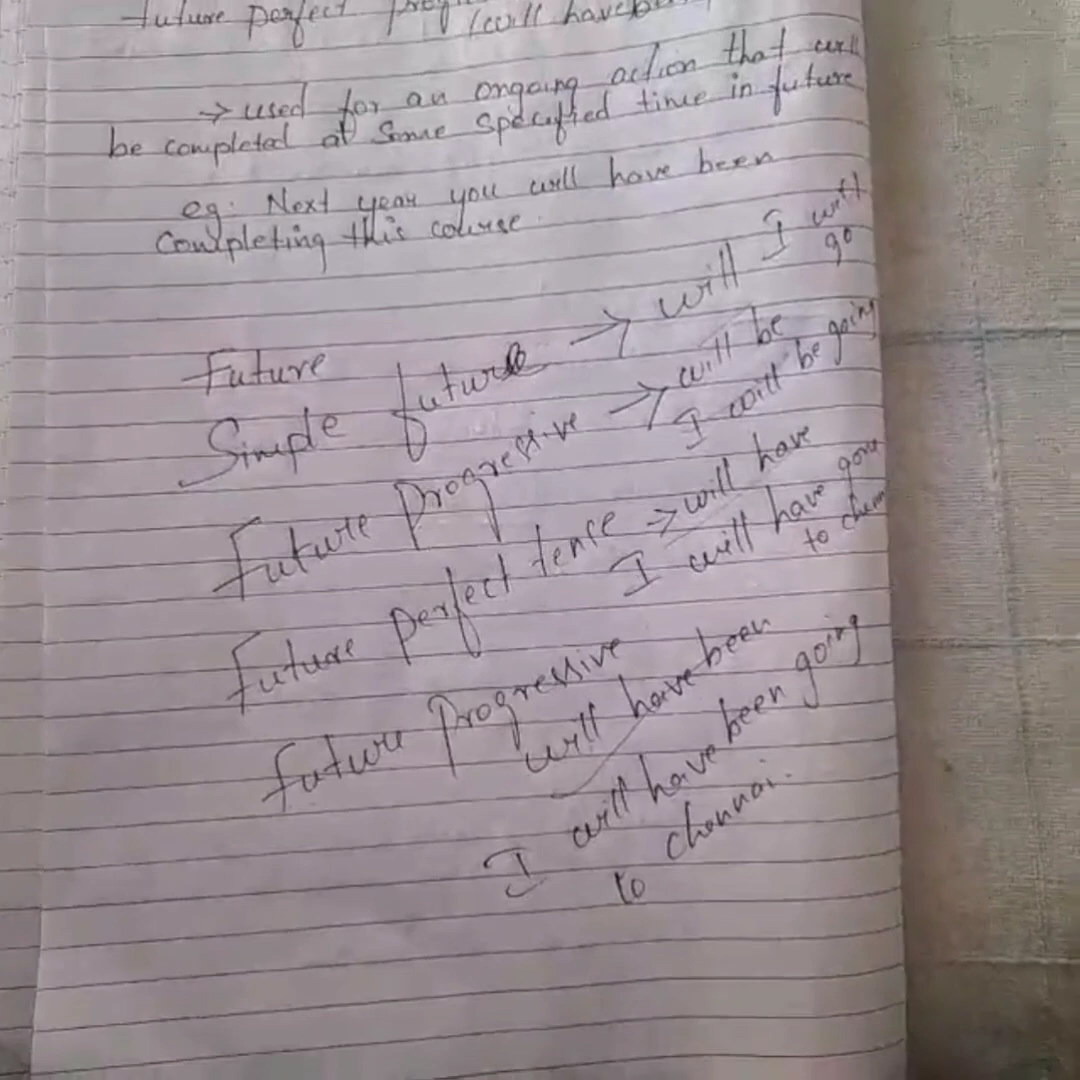 future perfect
/will have been
→ used for an ongoing action that will
be completed at some specified time in future
eg: Next year you will have been
completing this course.
Future
Simple future → will I will
go
Future Progressive → will be
I will be going
Future perfect tense → will have
I will have gone
to
future Progressive
will have been
I will have been going
to chennai.